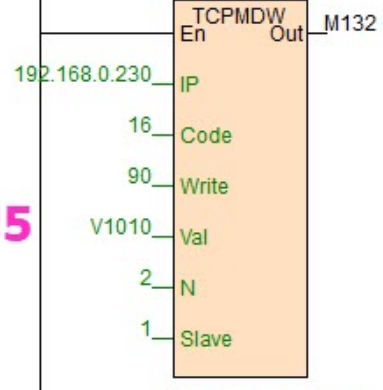 TCPMDW
En Out M132
192.168.0.230 IP
16 Code
90 Write
5
V1010 Val
2 N
1 Slave